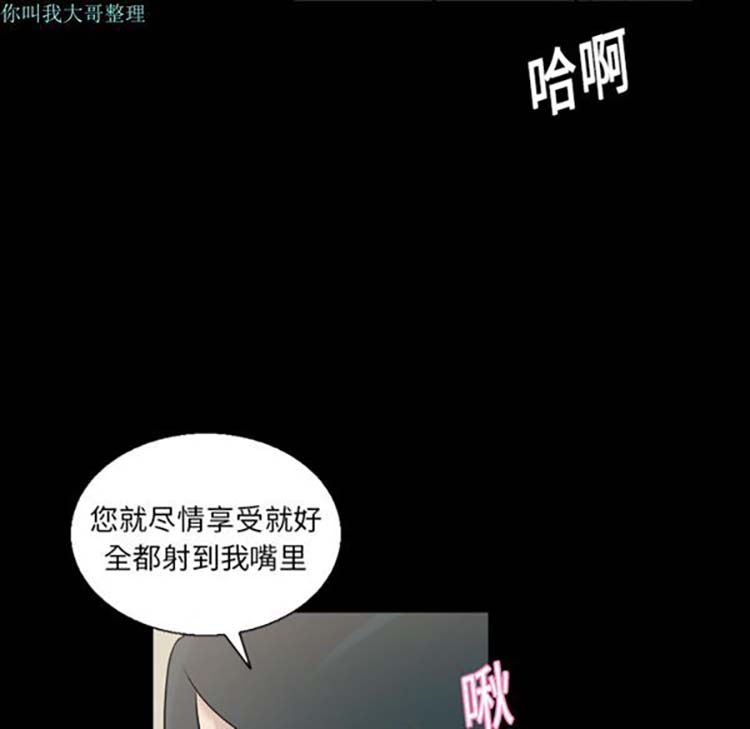 你叫我大哥整理
哈啊
您就尽情享受就好
全都射到我嘴里
啾